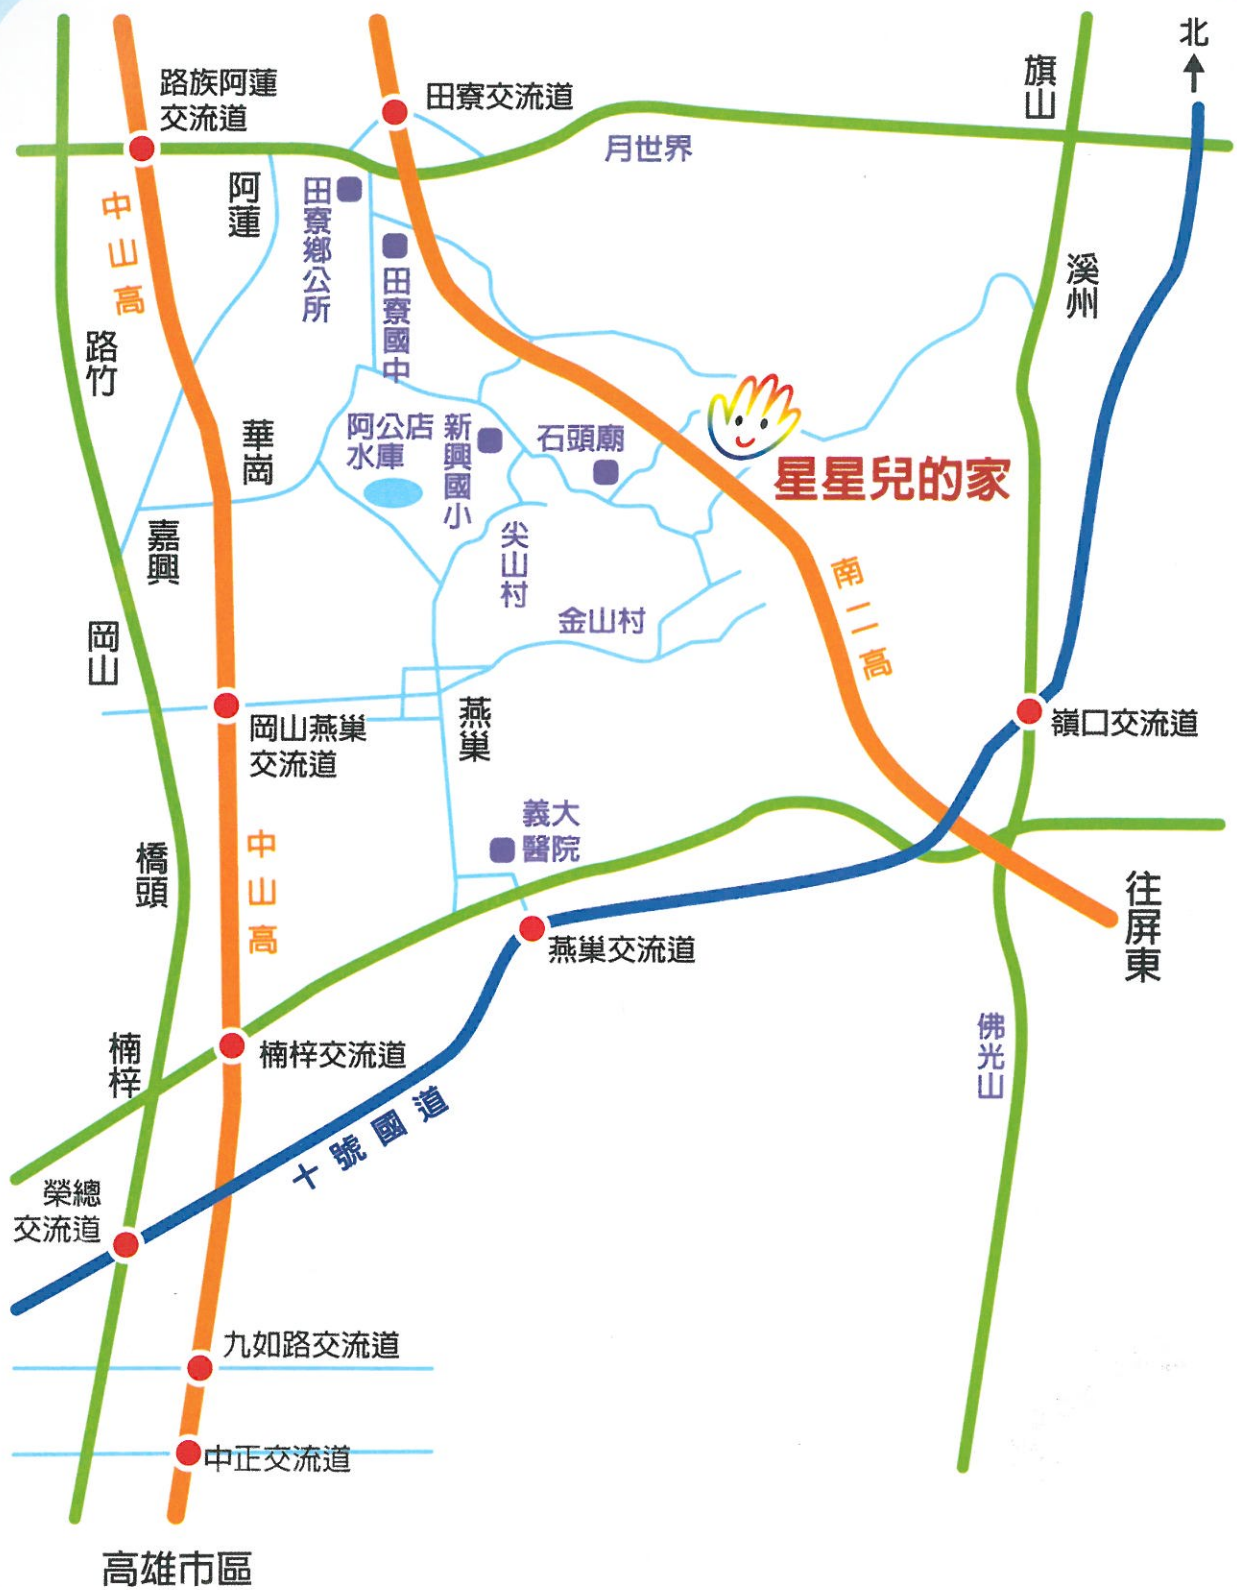 北
旗山
路族阿蓮
交流道
田寮交流道
月世界
阿蓮
田寮鄉公所
中山高
田寮國中
溪州
路竹
華崗
阿公店
水庫
新興國小
石頭廟
星星兒的家
嘉興
尖山村
南二高
金山村
岡山
燕巢
岡山燕巢
交流道
嶺口交流道
義大
醫院
中山高
橋頭
往屏東
燕巢交流道
楠梓
楠梓交流道
佛光山
十號國道
榮總
交流道
九如路交流道
中正交流道
高雄市區